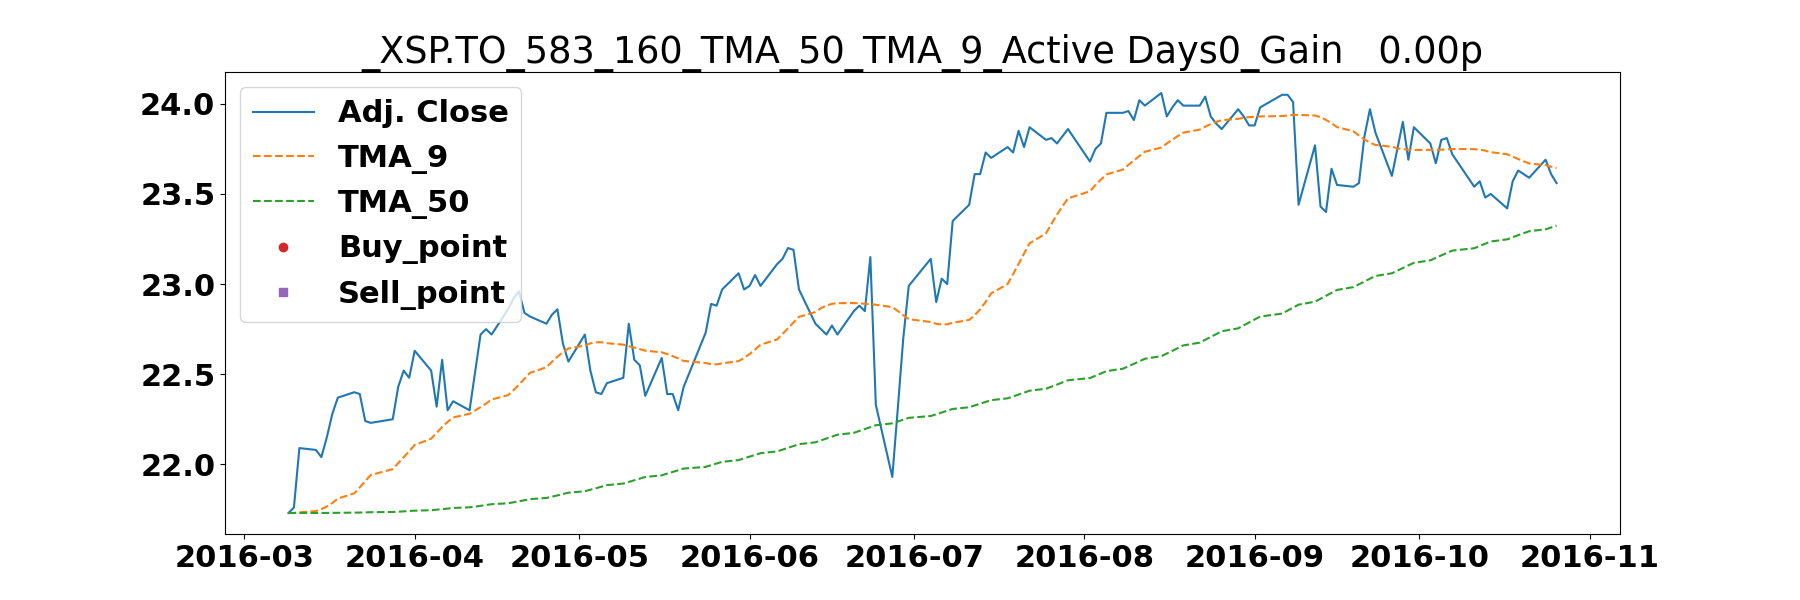 _XSP.TO_583_160_TMA_50_TMA_9_Active Days0_Gain   0.00p
24.0
23.5
23.0
22.5
22.0
Adj. Close
TMA_9
TMA_50
Buy_point
Sell_point
2016-03 2016-04 2016-05 2016-06 2016-07 2016-08 2016-09 2016-10 2016-11